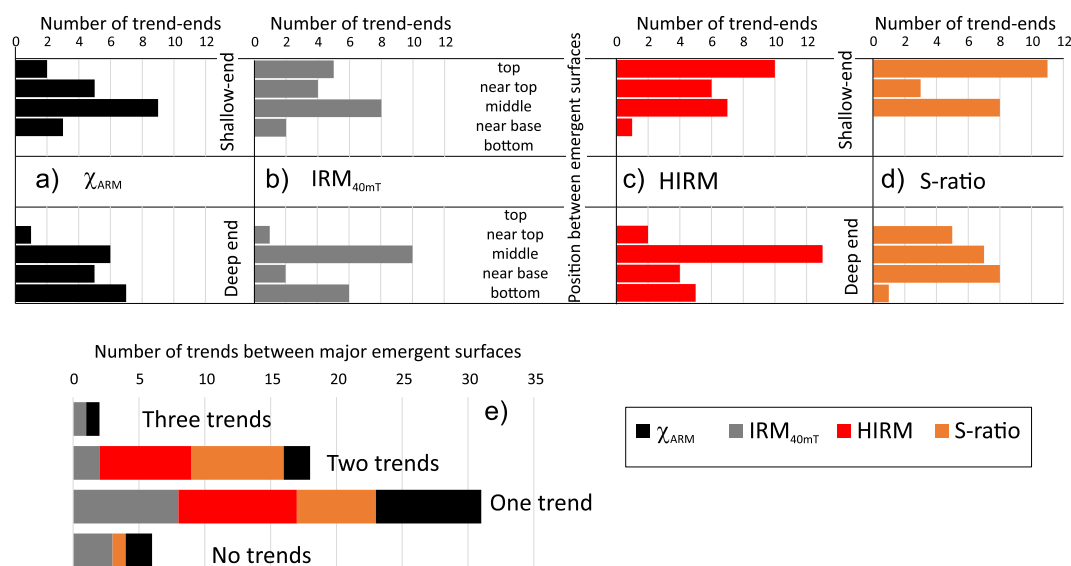 Number of trend-ends
Number of trend-ends
Number of trend-ends
Number of trend-ends
0 2 4 6 8 10 12
0 2 4 6 8 10 12
0 2 4 6 8 10 12
0 2 4 6 8 10 12
Shallow-end
top
near top
middle
near base
bottom
Position between emergent surfaces
Shallow-end
a) χARM
b) IRM40mT
c) HIRM
d) S-ratio
Deep end
top
near top
middle
near base
bottom
Deep end
Number of trends between major emergent surfaces
0 5 10 15 20 25 30 35
e)
Three trends
Two trends
One trend
No trends
χARM IRM40mT HIRM S-ratio